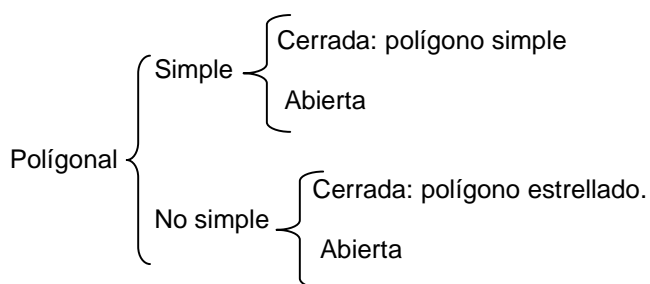 Cerrada: polígono simple
Simple
Abierta
Polígonal
Cerrada: polígono estrellado.
No simple
Abierta